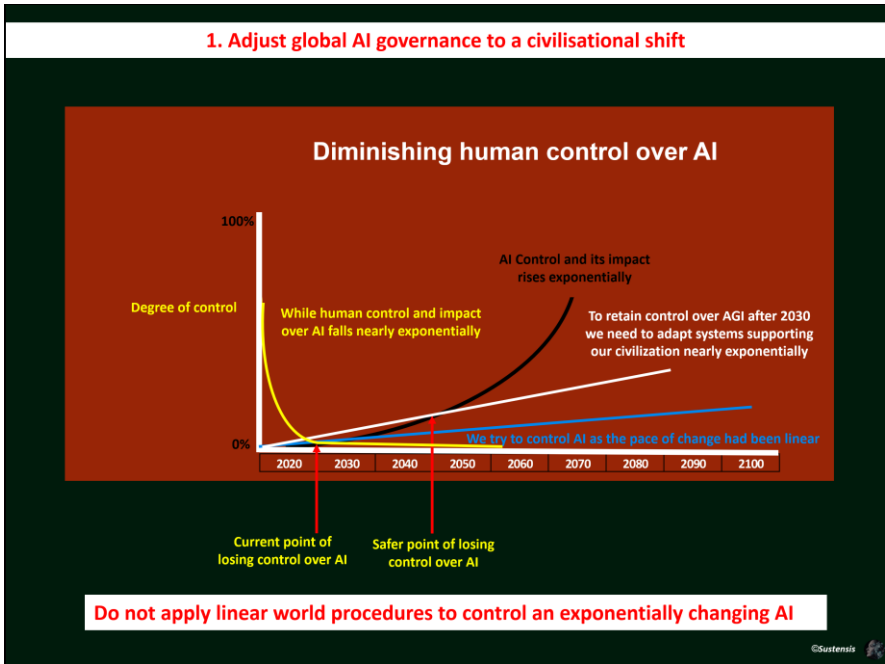 1. Adjust global AI governance to a civilisational shift
Diminishing human control over AI
100%
AI Control and its impact
rises exponentially
Degree of control
While human control and impact
over AI falls nearly exponentially
To retain control over AGI after 2030
we need to adapt systems supporting
our civilization nearly exponentially
We try to control AI as the pace of change had been linear
0%
2020 2030 2040 2050 2060 2070 2080 2090 2100
Current point of
losing control over AI
Safer point of losing
control over AI
Do not apply linear world procedures to control an exponentially changing AI
©Sustensis